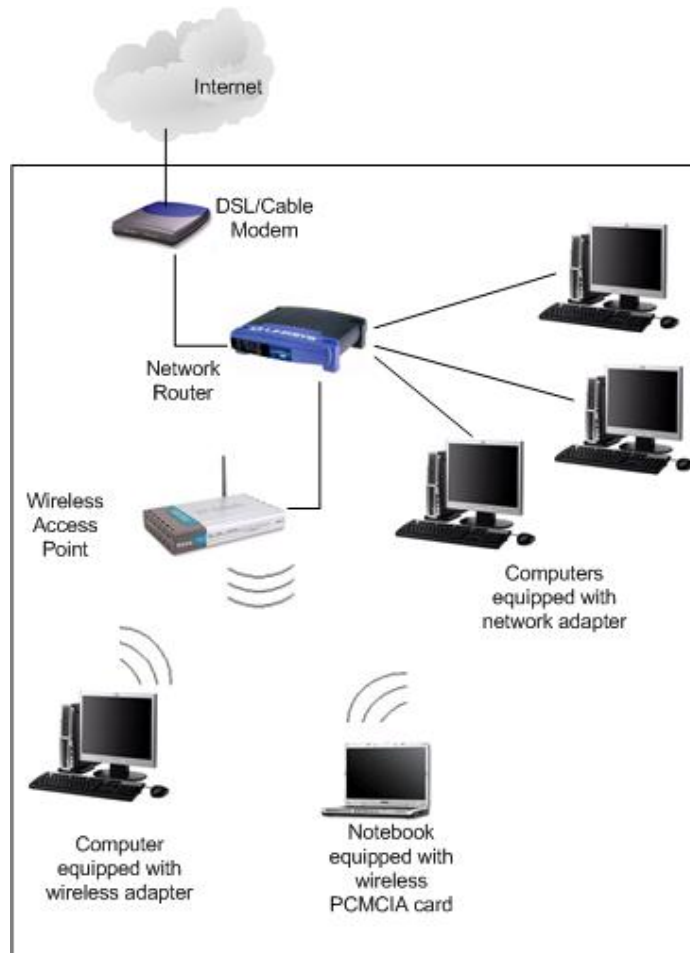 Internet
DSL/Cable
Modem
LINKSYS
Network
Router
Wireless
Access
Point
Computers
equipped with
network adapter
Computer
equipped with
wireless adapter
Notebook
equipped with
wireless
PCMCIA card